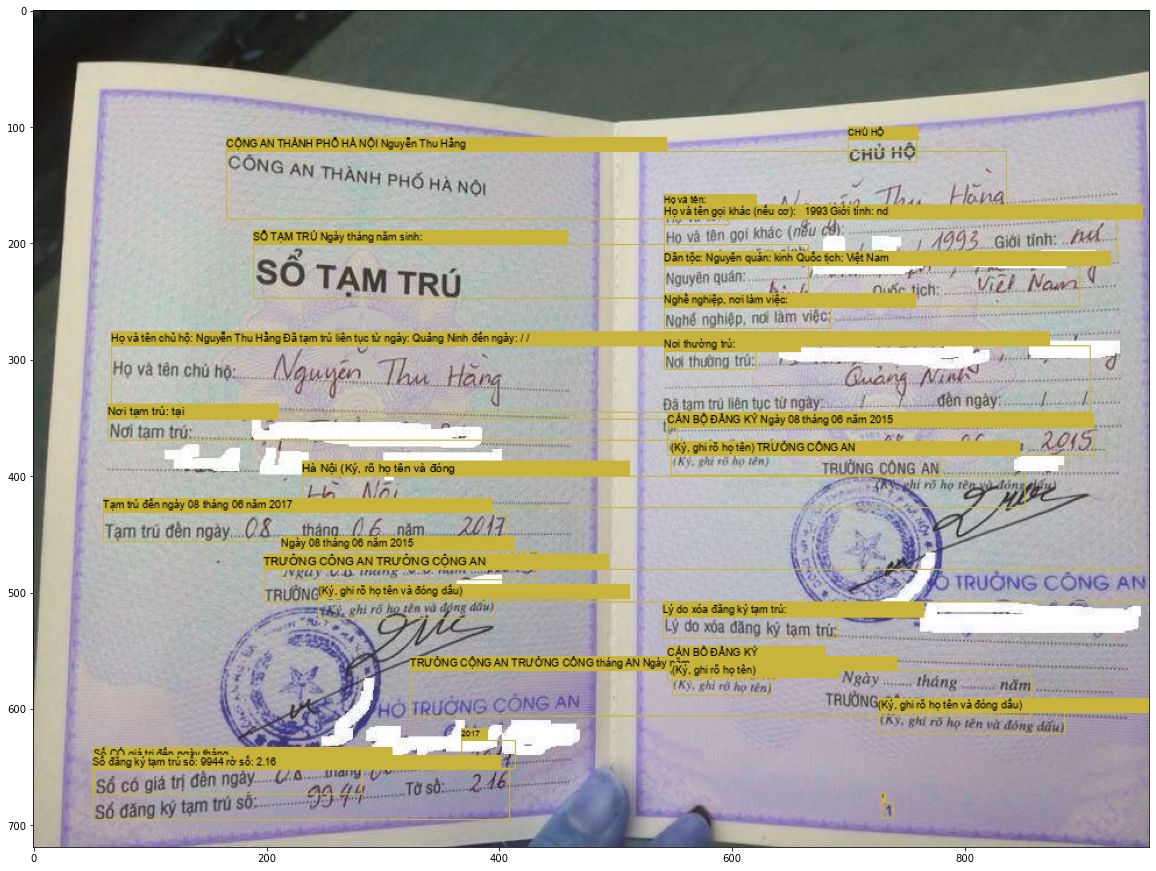 0
100
200
300
400
500
600
700
CỘNG AN THÀNH PHỐ HÀ NỘI Nguyễn Thu Hằng
CÔNG AN THÀNH PHỐ HÀ NỘI
SỔ TẠM TRÚ Ngày tháng năm sinh:
SỔ TẠM TRÚ
Họ và tên chủ hộ: Nguyễn Thu Hằng Đã tạm trú liên tục từ ngày: Quảng Ninh đến ngày: / /
Họ và tên chủ hộ: Nguyễn Thu Hằng
Nơi tạm trú: tại
Nơi tạm trú:
Hà Nội (Ký, rõ họ tên và đóng
Hà Nội
Tạm trú đến ngày 08 tháng 06 năm 2017
Tạm trú đến ngày 08 tháng 06 năm 2017
Ngày 08 tháng 06 năm 2015
Ngày 08 tháng
TRƯỞNG CÔNG AN TRƯỞNG CÔNG AN
TRƯỞNG
(Ký, ghi rõ họ tên và đóng dấu)
(Ký, ghi rõ họ tên và đóng dấu)
TRƯỞNG CỘNG AN TRƯỞNG CÔNG tháng AN Ngày năm
TRƯỞNG CÔNG AN
2017
Số CÓ giá trị đến ngày tháng
Số đăng ký tạm trú số: 9944 rờ số: 2.16
Sổ có giá trị đến ngày 08 tháng
Sổ đăng ký tạm trú số: 9944 Tờ số: 2.16
CHỦ HỘ
CHỦ HỘ
Nguyễn Thu Hằng
Họ và tên:
Họ và tên gọi khác (nếu cơ): 1993 Giới tính: nd
Họ và tên gọi khác (nếu có):
1993 Giới tính: nữ
Dân tộc: Nguyên quán: kinh Quốc tịch: Việt Nam
Nguyên quán:
Quốc tịch: Việt Nam
Nghề nghiệp, nơi làm việc:
Nghề nghiệp, nơi làm việc:
Nơi thường trú:
Nơi thường trú:
Quảng Ninh
Đã tạm trú liên tục từ ngày: / / đến ngày: / /
CÁN BỘ ĐĂNG KÝ Ngày 08 tháng 06 năm 2015
2015
(Ký, ghi rõ họ tên) TRƯỞNG CÔNG AN
(Ký, ghi rõ họ tên) TRƯỞNG CÔNG AN
(Ký, ghi rõ họ tên và đóng dấu)
TRƯỞNG CÔNG AN
Lý do xóa đăng ký tạm trú:
Lý do xóa đăng ký tạm trú:
CÁN BỘ ĐĂNG KÝ
(Ký, ghi rõ họ tên)
(Ký, ghi rõ họ tên)
Ngày ........ tháng ......... năm
TRƯỞNG
(Ký, ghi rõ họ tên và đóng dấu)
(Ký, ghi rõ họ tên và đóng dấu)
1
0
200
400
600
800